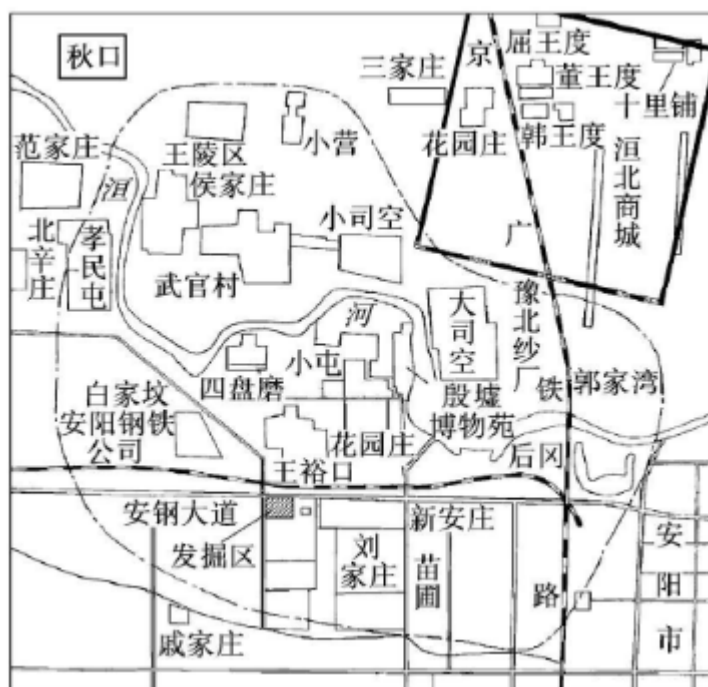 秋口
三家庄
京
屈王度
董王度
十里铺
韩王度
花园庄
洹北商城
范家庄
洹
王陵区
侯家庄
小营
小司空
广
北辛庄
孝民屯
武官村
河
大司空
豫北纱厂
小屯
四盘磨
铁
郭家湾
白家坟
安阳钢铁
公司
殷墟
博物苑
花园庄
王裕口
后冈
安钢大道
发掘区
新安庄
刘家庄
苗圃
路
安阳市
戚家庄